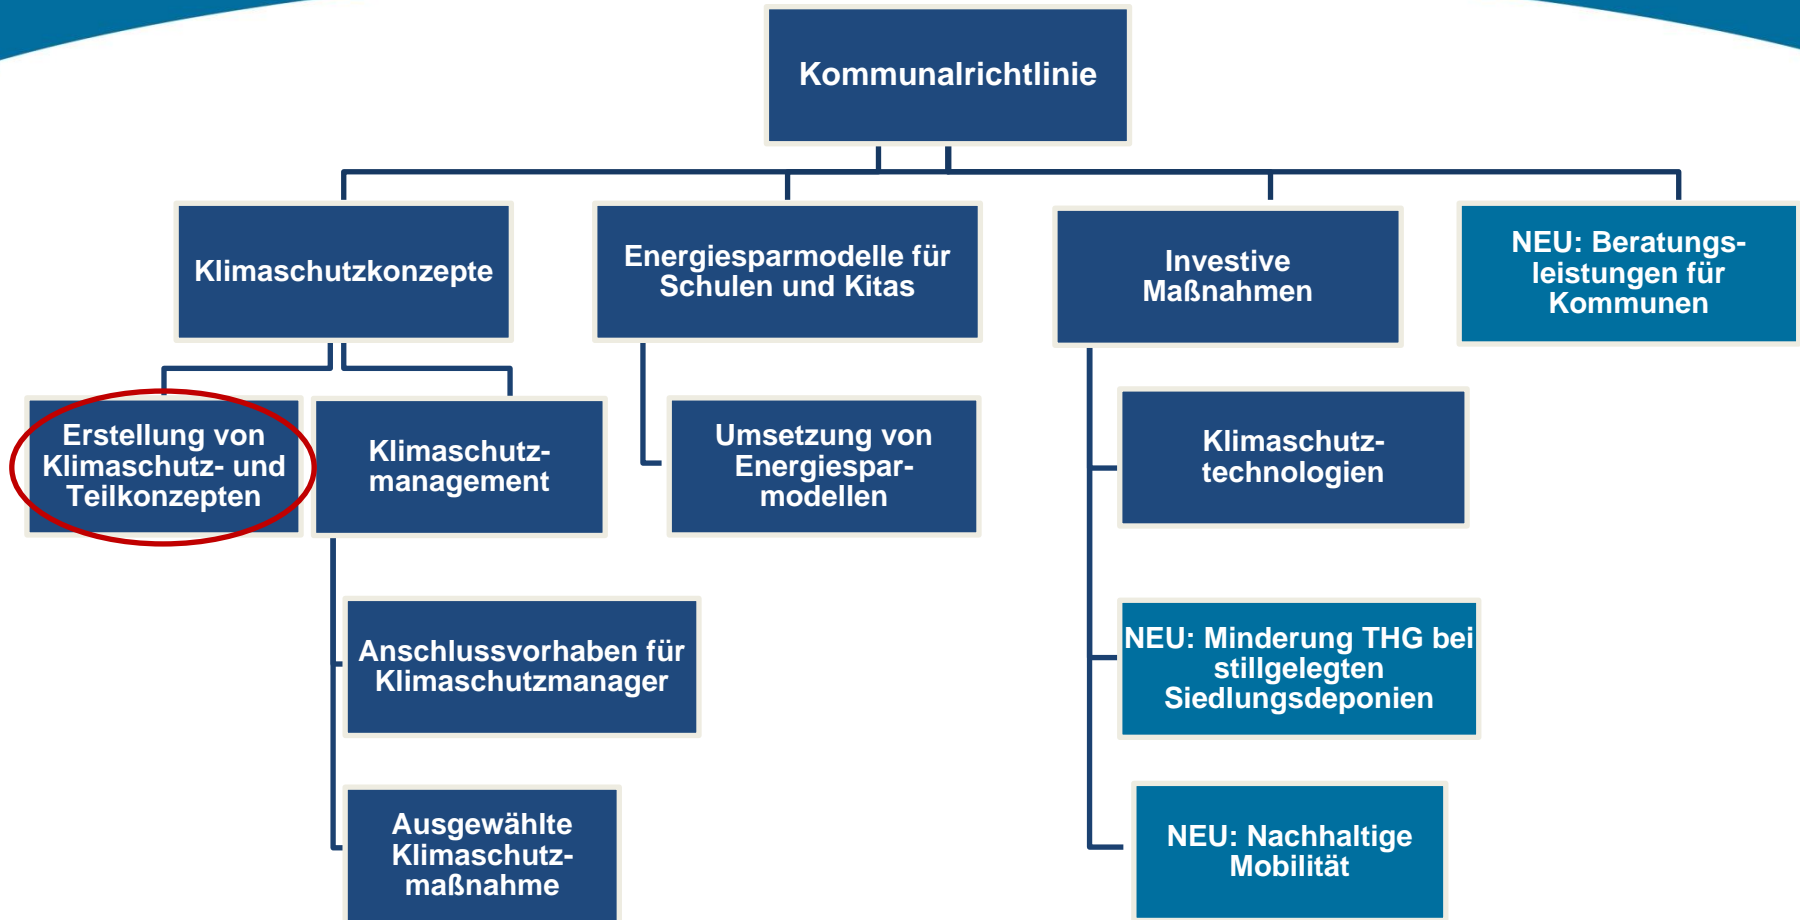 Kommunalrichtlinie
Klimaschutzkonzepte
Energiesparmodelle für
Schulen und Kitas
Investive
Maßnahmen
NEU: Beratungs-
leistungen für
Kommunen
Erstellung von
Klimaschutz- und
Teilkonzepten
Klimaschutz-
management
Umsetzung von
Energiespar-
modellen
Klimaschutz-
technologien
Anschlussvorhaben für
Klimaschutzmanager
NEU: Minderung THG bei
stillgelegten
Siedlungsdeponien
Ausgewählte
Klimaschutz-
maßnahme
NEU: Nachhaltige
Mobilität